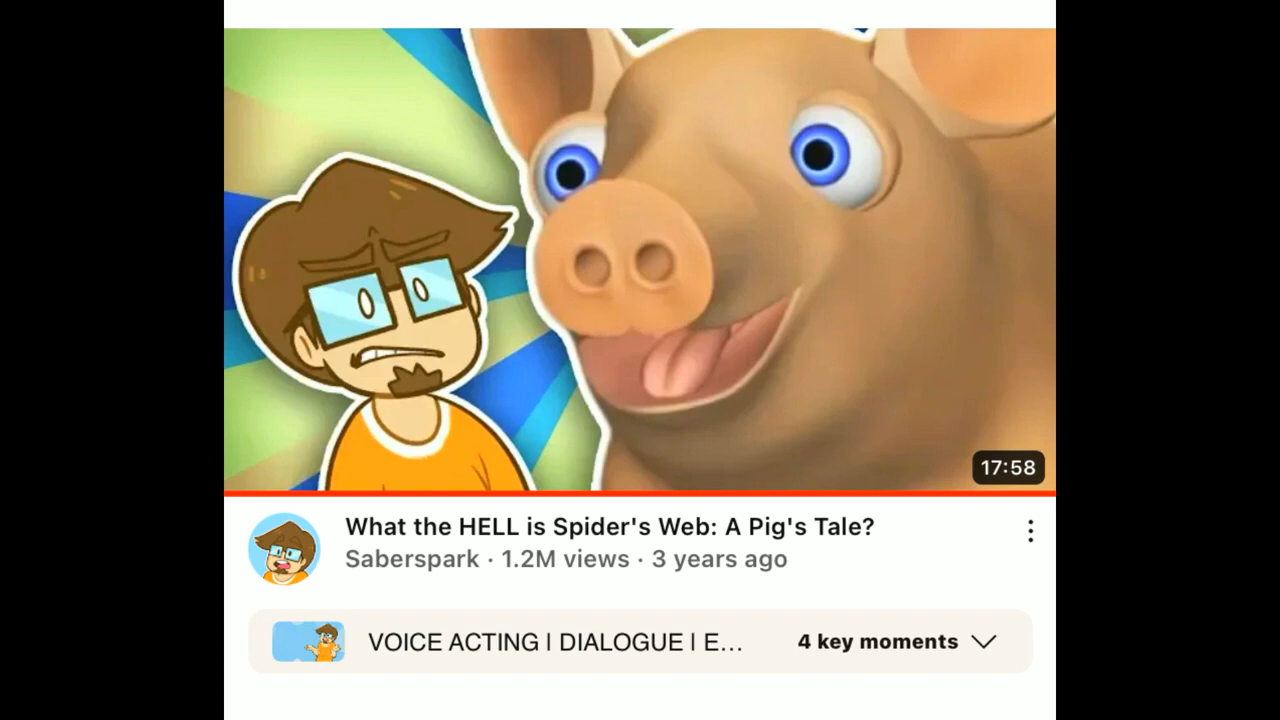 17:58
What the HELL is Spider's Web: A Pig's Tale?
Saberspark · 1.2M views · 3 years ago
VOICE ACTING | DIALOGUE | E... 4 key moments